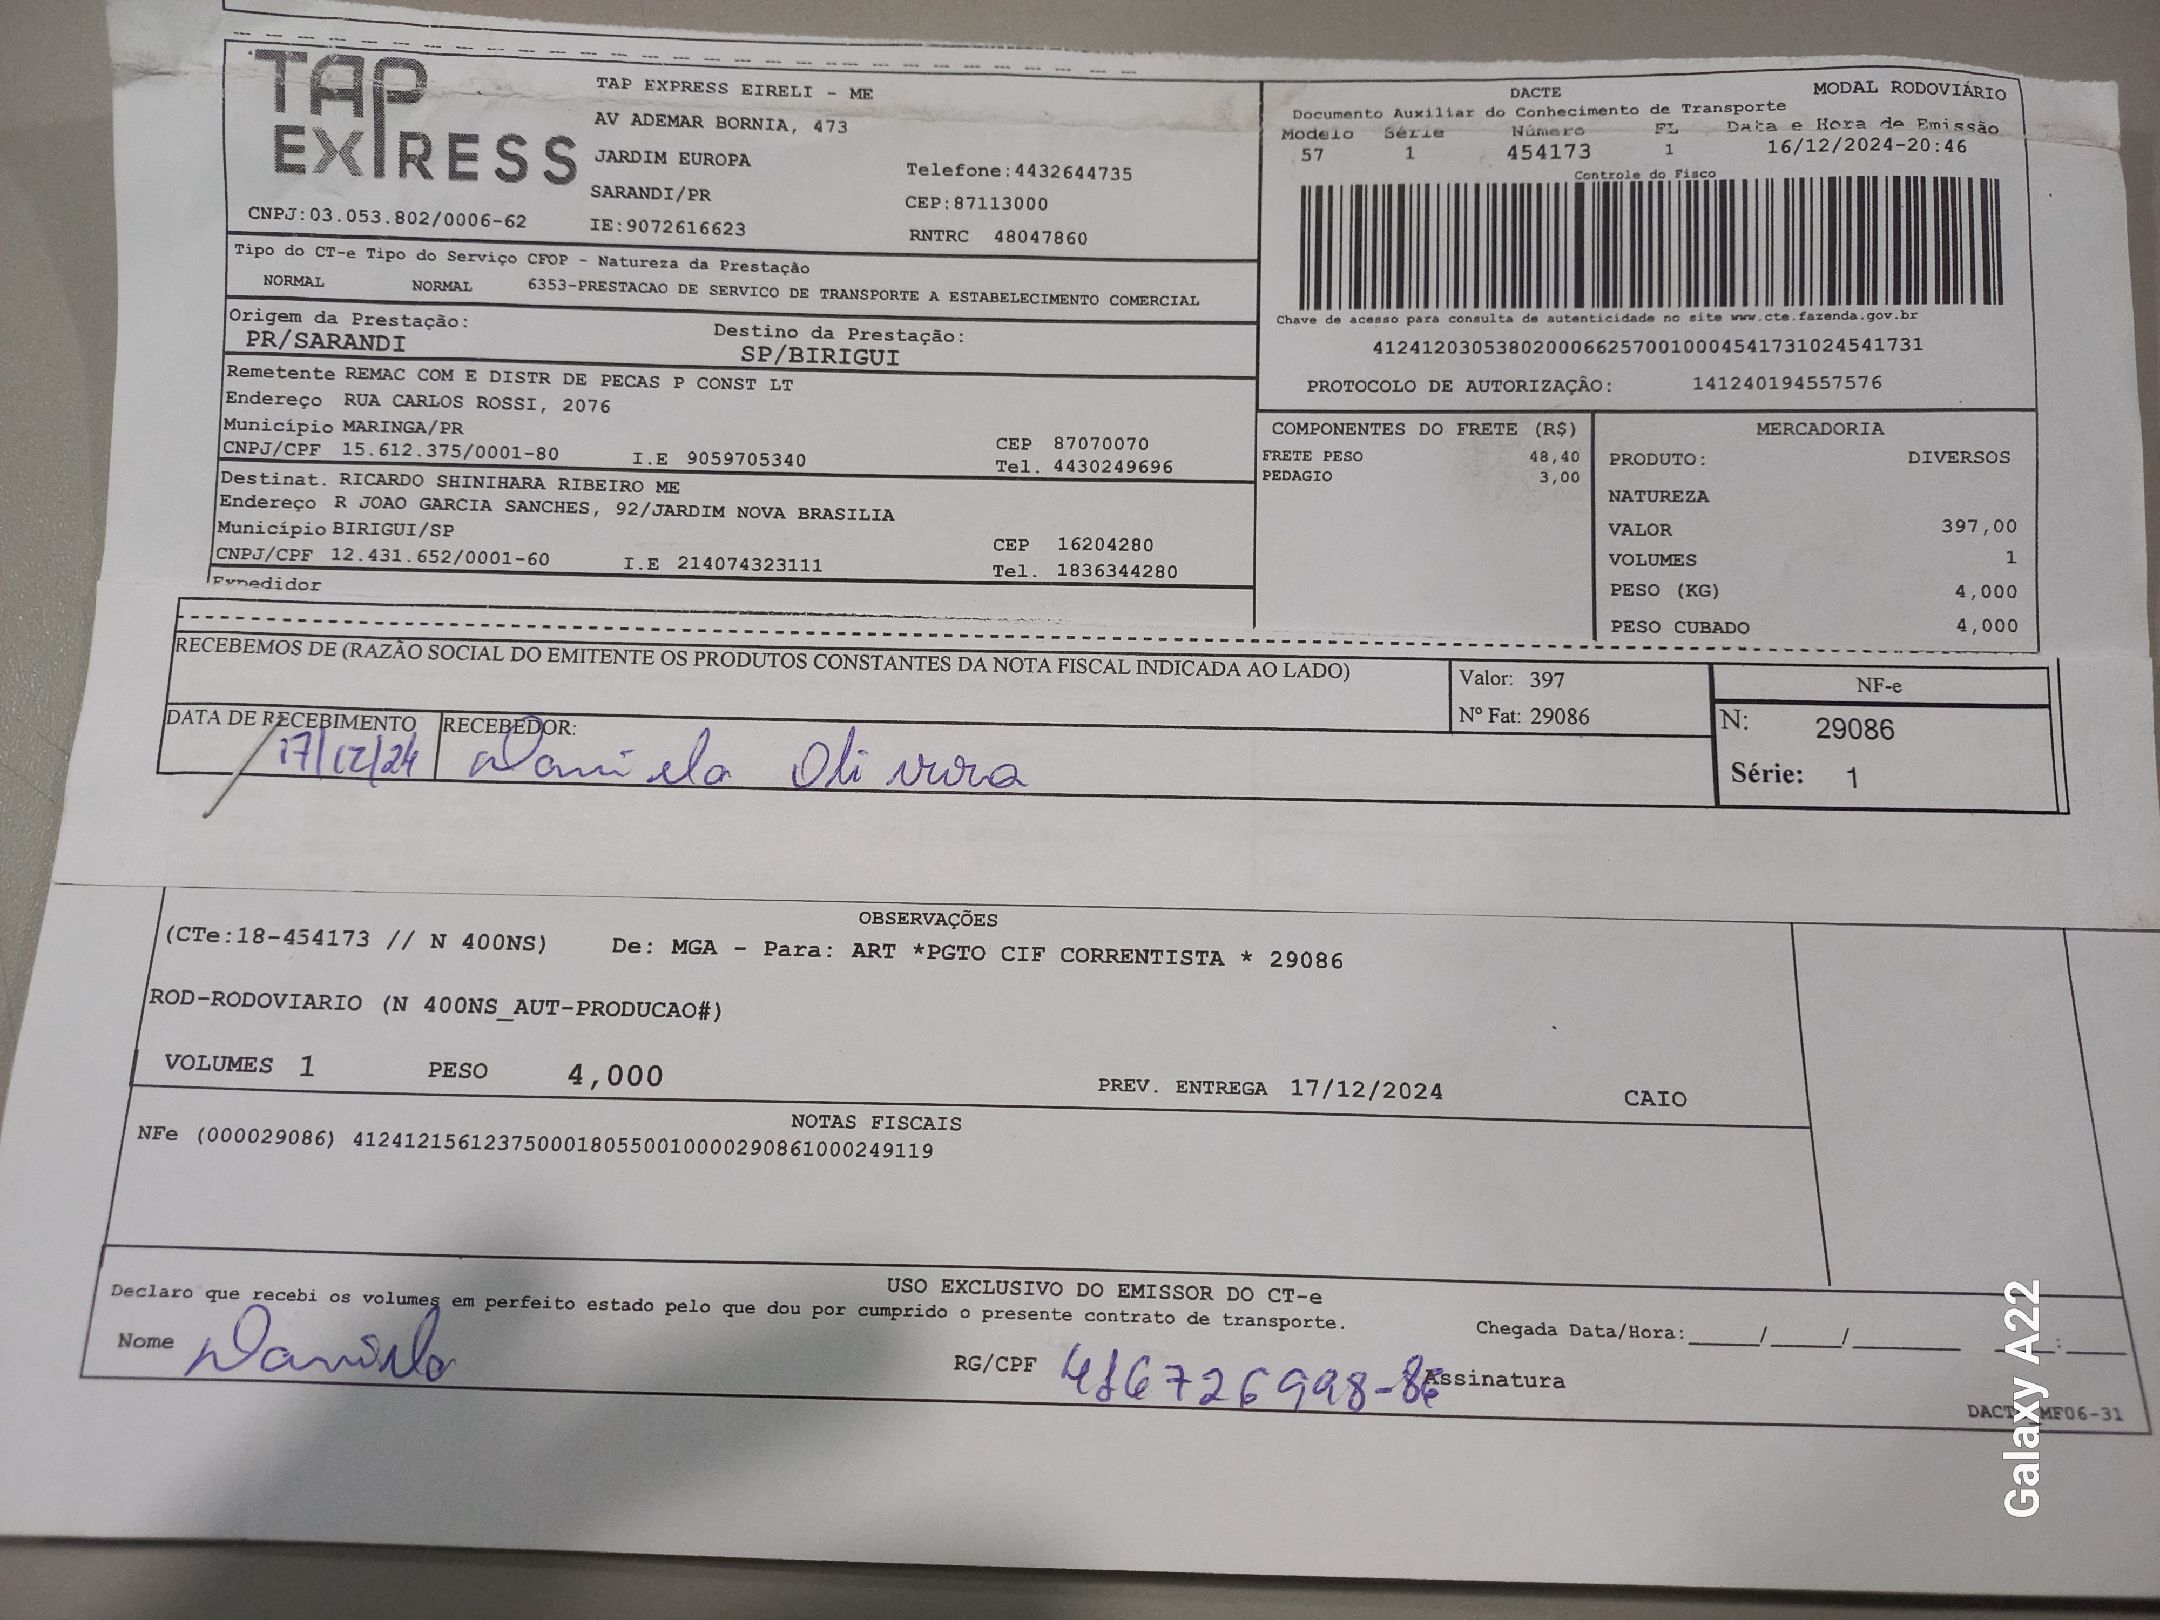 TAP EXPRESS
TAP EXPRESS EIRELI - ME
AV ADEMAR BORNIA, 473
JARDIM EUROPA
Telefone:4432644735
SARANDI/PR
CEP:87113000
CNPJ:03.053.802/0006-62
IE:9072616623
RNTRC 48047860
DACTE
MODAL RODOVIÁRIO
Documento Auxiliar do Conhecimento de Transporte
Modelo Série Número FL Data e Hora de Emissão
57 1 454173 1 16/12/2024-20:46
Controle do Fisco
Chave de acesso para consulta de autenticidade no site www.cte.fazenda.gov.br
41241203053802000662570010004541731024541731
PROTOCOLO DE AUTORIZAÇÃO: 141240194557576
Tipo do CT-e Tipo do Serviço CFOP - Natureza da Prestação
NORMAL NORMAL 6353-PRESTACAO DE SERVICO DE TRANSPORTE A ESTABELECIMENTO COMERCIAL
Origem da Prestação: Destino da Prestação:
PR/SARANDI SP/BIRIGUI
Remetente REMAC COM E DISTR DE PECAS P CONST LT
Endereço RUA CARLOS ROSSI, 2076
Município MARINGA/PR CEP 87070070
CNPJ/CPF 15.612.375/0001-80 I.E 9059705340 Tel. 4430249696
Destinat. RICARDO SHINIHARA RIBEIRO ME
Endereço R JOAO GARCIA SANCHES, 92/JARDIM NOVA BRASILIA
Município BIRIGUI/SP CEP 16204280
CNPJ/CPF 12.431.652/0001-60 I.E 214074323111 Tel. 1836344280
Expedidor
COMPONENTES DO FRETE (R$)
FRETE PESO 48,40
PEDAGIO 3,00
MERCADORIA
PRODUTO: DIVERSOS
NATUREZA
VALOR 397,00
VOLUMES 1
PESO (KG) 4,000
PESO CUBADO 4,000
RECEBEMOS DE (RAZÃO SOCIAL DO EMITENTE OS PRODUTOS CONSTANTES DA NOTA FISCAL INDICADA AO LADO)
Valor: 397
Nº Fat: 29086
NF-e
N: 29086
Série: 1
DATA DE RECEBIMENTO RECEBEDOR:
17/12/24 Daniela Olivera
OBSERVAÇÕES
(CTe:18-454173 // N 400NS) De: MGA - Para: ART *PGTO CIF CORRENTISTA * 29086
ROD-RODOVIARIO (N 400NS_AUT-PRODUCAO#)
VOLUMES 1 PESO 4,000 PREV. ENTREGA 17/12/2024 CAIO
NOTAS FISCAIS
NFe (000029086) 41241215612375000180550010000290861000249119
USO EXCLUSIVO DO EMISSOR DO CT-e
Declaro que recebi os volumes em perfeito estado pelo que dou por cumprido o presente contrato de transporte.
Chegada Data/Hora:_____/_____/________ ____:____
Nome Daniela RG/CPF Assinatura
MF06-31
Galaxy A22